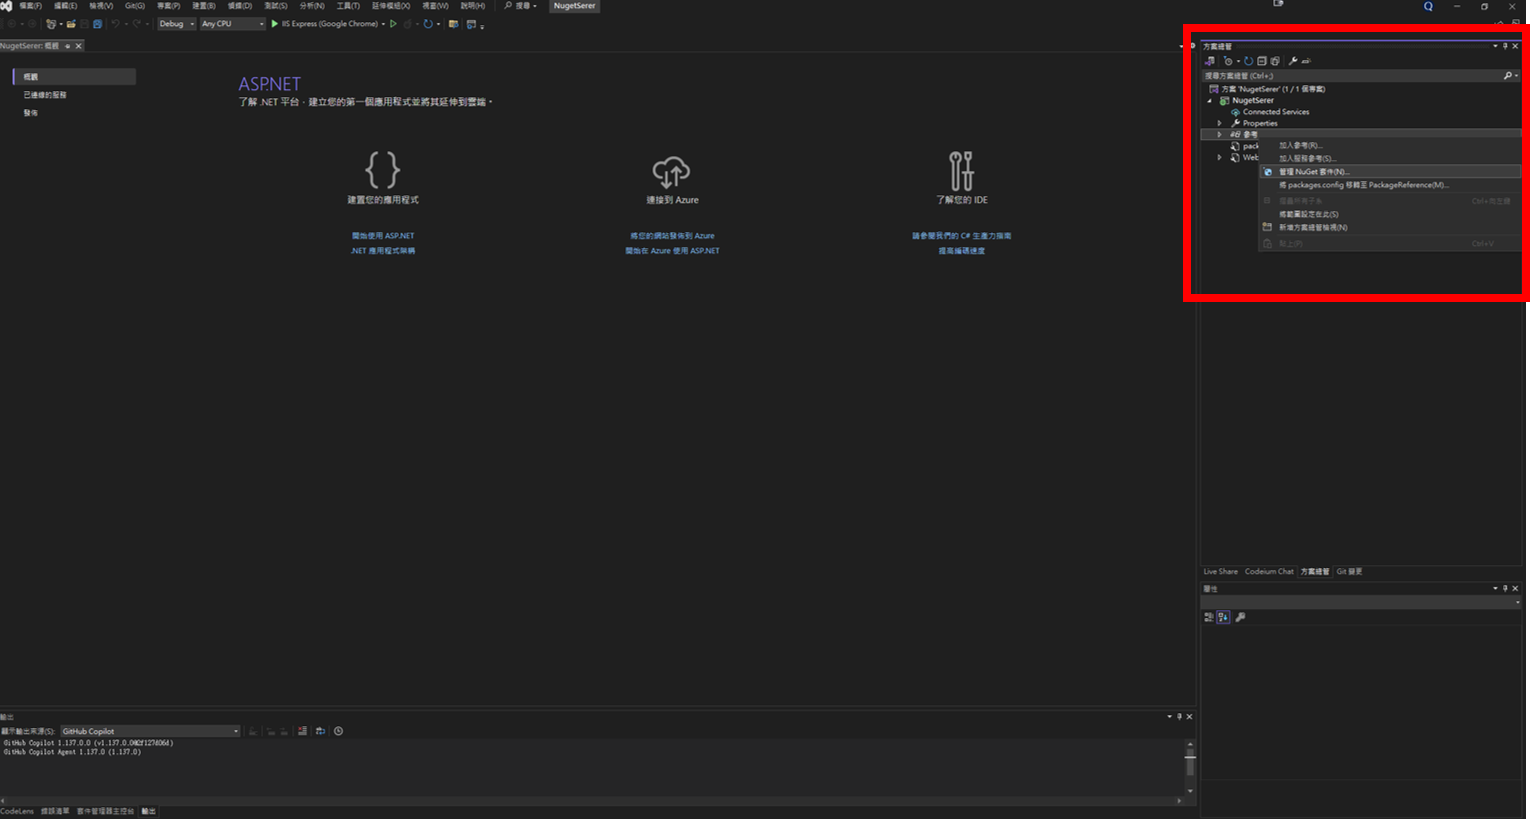 檔案(F) 編輯(E) 檢視(V) Git(G) 專案(P) 建置(B) 偵錯(D) 測試(S) 分析(N) 工具(T) 延伸模組(X) 視窗(W) 說明(H) 搜尋 NugetSerer
Debug Any CPU IIS Express (Google Chrome)
NugetSerer: 概觀
概觀
已連線的服務
發佈
ASP.NET
了解 .NET 平台，建立您的第一個應用程式並將其延伸到雲端。
建置您的應用程式
開始使用 ASP.NET
.NET 應用程式架構
連接到 Azure
將您的網站發佈到 Azure
開始在 Azure 使用 ASP.NET
了解您的 IDE
請參閱我們的 C# 生產力指南
提高編碼速度
方案總管
搜尋方案總管 (Ctrl+;)
方案 'NugetSerer' (1 / 1 個專案)
NugetSerer
Connected Services
Properties
參考
pack
Web
加入參考(R)...
加入服務參考(S)...
管理 NuGet 套件(N)...
將 packages.config 移轉至 PackageReference(M)...
摺疊所有子系 Ctrl+向左鍵
將範圍設定在此(S)
新增方案總管檢視(N)
貼上(P) Ctrl+V
Live Share Codeium Chat 方案總管 Git 變更
屬性
輸出
顯示輸出來源(S): GitHub Copilot
GitHub Copilot 1.137.0.0 (v1.137.0.002f127d06d)
GitHub Copilot Agent 1.137.0 (1.137.0)
CodeLens 錯誤清單 套件管理器主控台 輸出